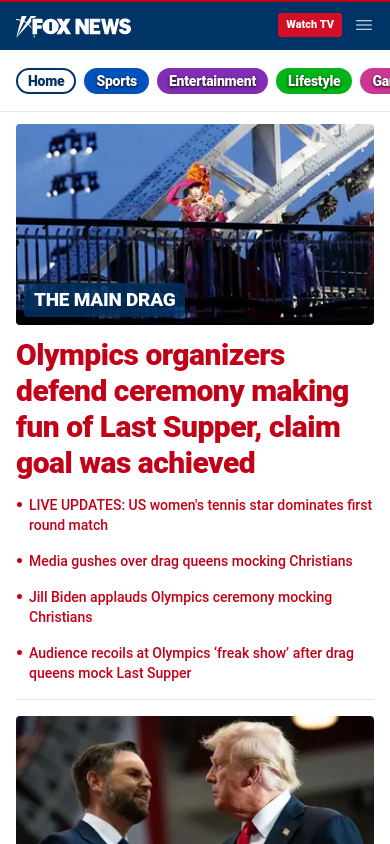 FOX NEWS
Watch TV
Home
Sports
Entertainment
Lifestyle
THE MAIN DRAG
Olympics organizers
defend ceremony making
fun of Last Supper, claim
goal was achieved
• LIVE UPDATES: US women's tennis star dominates first
round match
• Media gushes over drag queens mocking Christians
• Jill Biden applauds Olympics ceremony mocking
Christians
• Audience recoils at Olympics ‘freak show’ after drag
queens mock Last Supper